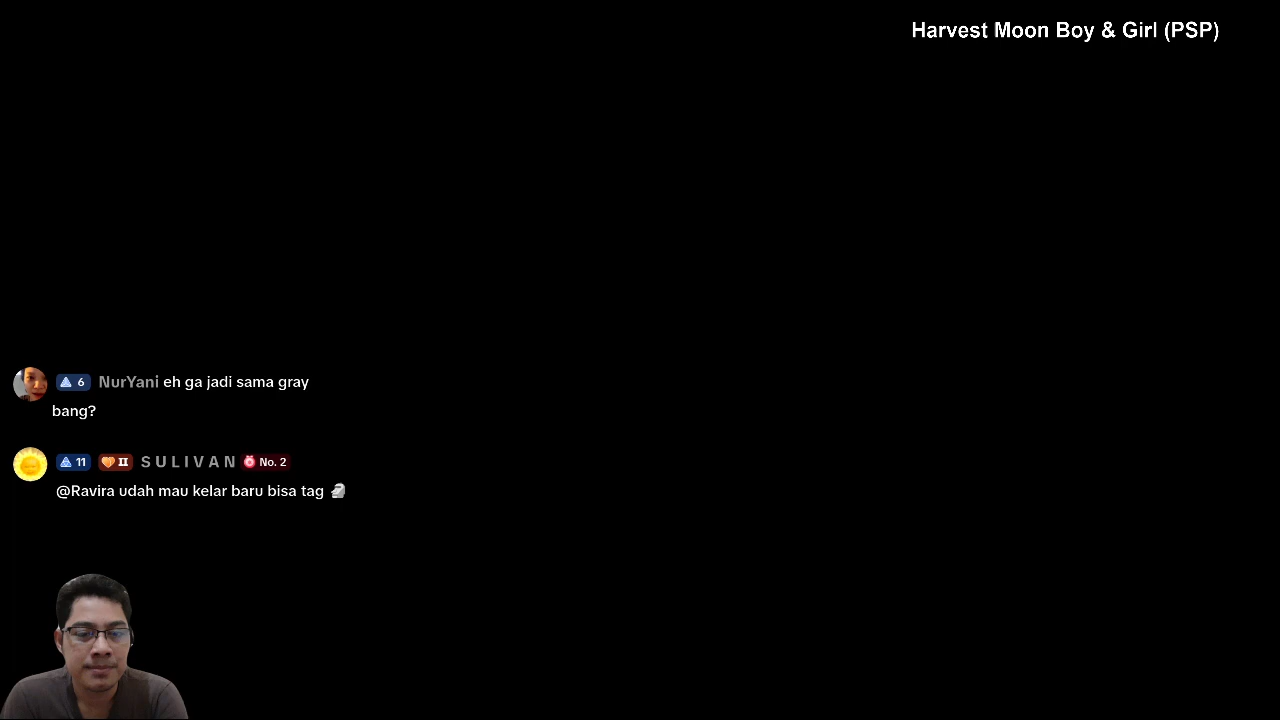 Harvest Moon Boy & Girl (PSP)
6 NurYani eh ga jadi sama gray
bang?
11 II S U L I V A N No. 2
@Ravira udah mau kelar baru bisa tag 🗿